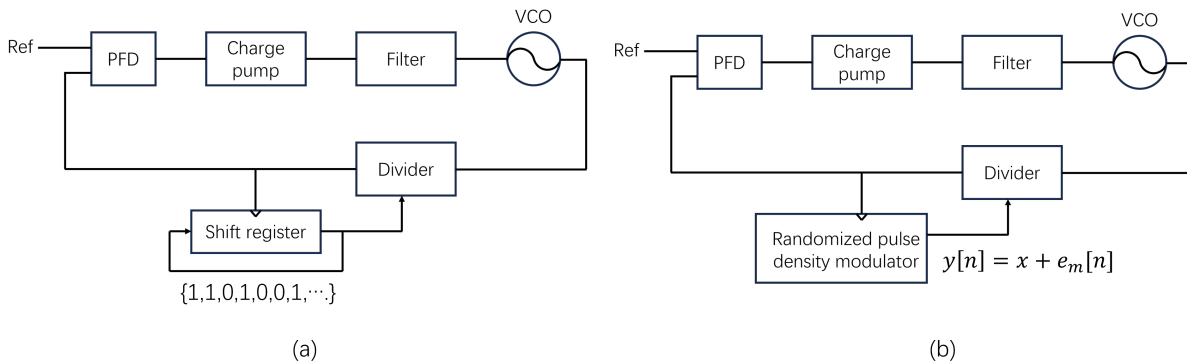 VCO
Ref
PFD
Charge
pump
Filter
Divider
Shift register
{1,1,0,1,0,0,1,….}
(a)
VCO
Ref
PFD
Charge
pump
Filter
Divider
Randomized pulse
density modulator
y[n] = x + e_m[n]
(b)